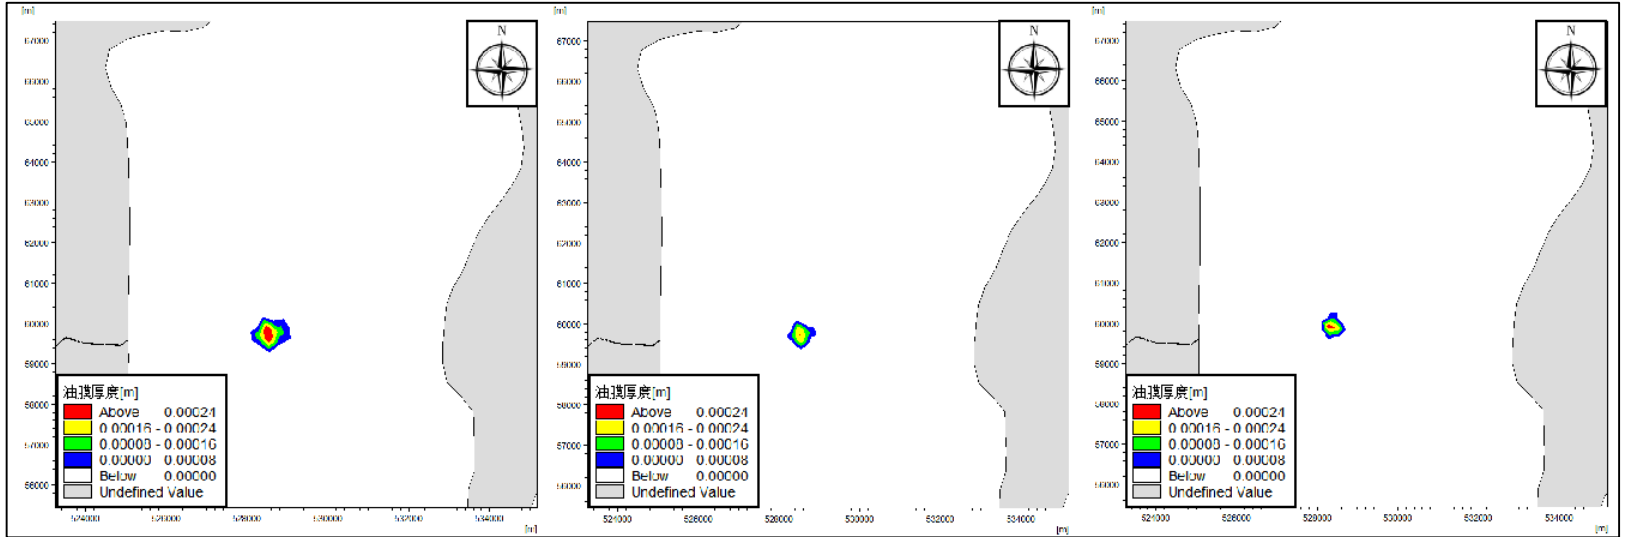 [m]
N
67000
66000
65000
64000
63000
62000
61000
60000
59000
58000
57000
56000
油膜厚度[m]
Above 0.00024
0.00016 - 0.00024
0.00008 - 0.00016
0.00000 - 0.00008
Below 0.00000
Undefined Value
524000 526000 528000 530000 532000 534000
[m]
[m]
N
67000
66000
65000
64000
63000
62000
61000
60000
59000
58000
57000
56000
油膜厚度[m]
Above 0.00024
0.00016 - 0.00024
0.00008 - 0.00016
0.00000 - 0.00008
Below 0.00000
Undefined Value
524000 526000 528000 530000 532000 534000
[m]
[m]
N
67000
66000
65000
64000
63000
62000
61000
60000
59000
58000
57000
56000
油膜厚度[m]
Above 0.00024
0.00016 - 0.00024
0.00008 - 0.00016
0.00000 - 0.00008
Below 0.00000
Undefined Value
524000 526000 528000 530000 532000 534000
[m]